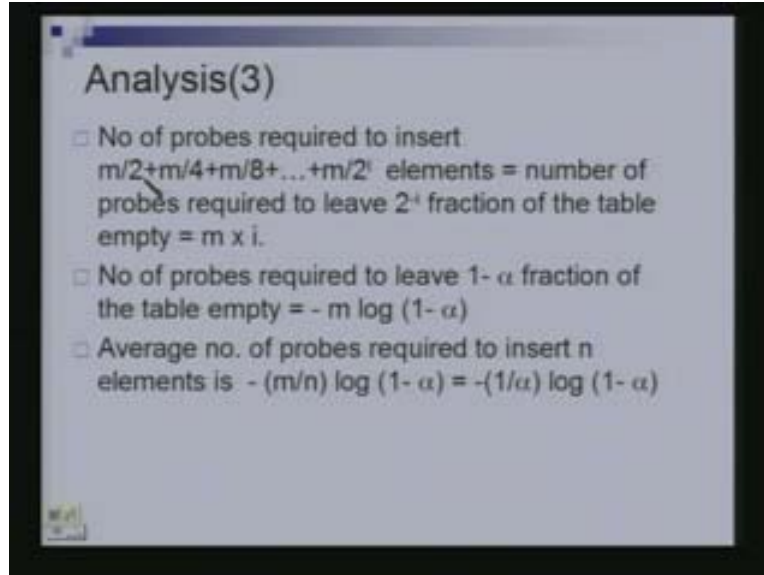 Analysis(3)
No of probes required to insert
m/2+m/4+m/8+…+m/2ⁱ elements = number of
probes required to leave 2⁻ⁱ fraction of the table
empty = m x i.
No of probes required to leave 1- α fraction of
the table empty = - m log (1- α)
Average no. of probes required to insert n
elements is - (m/n) log (1- α) = -(1/α) log (1- α)